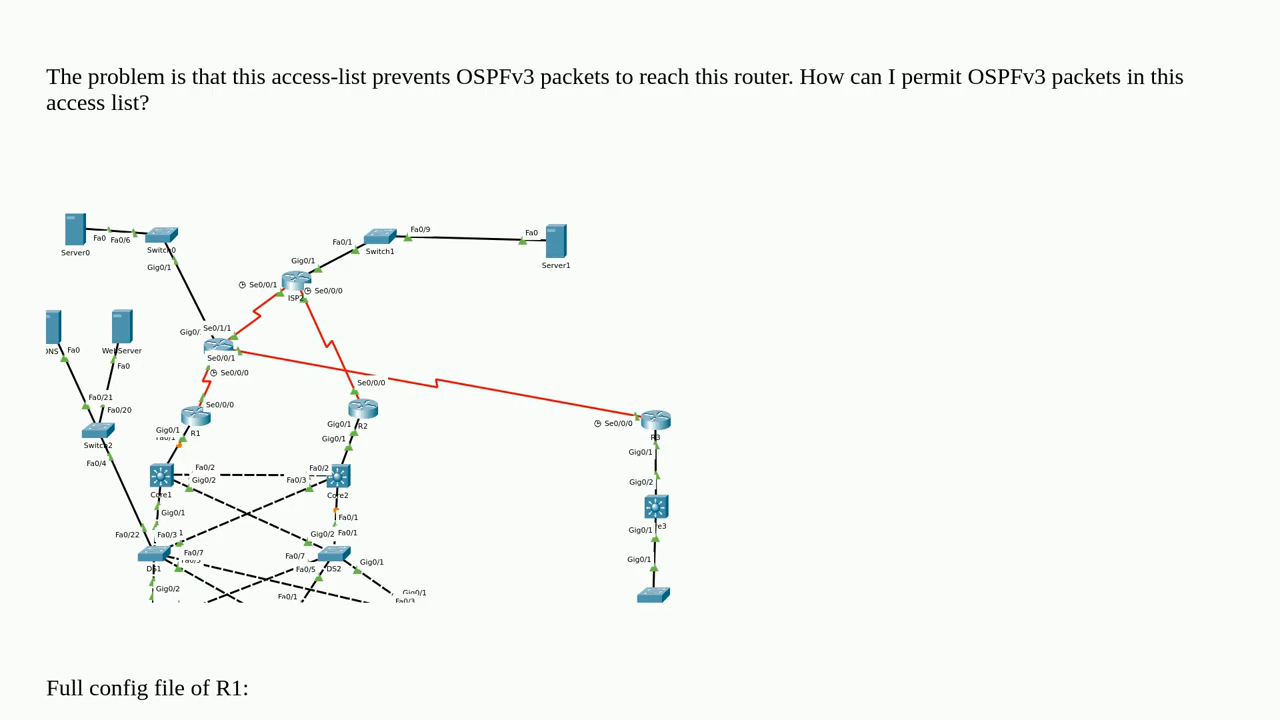 The problem is that this access-list prevents OSPFv3 packets to reach this router. How can I permit OSPFv3 packets in this
access list?
Server0
Fa0
Fa0/6
Switch0
Gig0/1
Fa0/1
Switch1
Fa0/9
Fa0
Server1
Gig0/1
Se0/0/1
Se0/0/0
Fa0
WebServer
Fa0
Se0/1/1
Se0/0/1
Se0/0/0
Se0/0/0
Se0/0/0
Se0/0/0
Fa0/21
Fa0/20
Switch2
Fa0/4
Gig0/1
R1
Gig0/1
R2
Gig0/1
R3
Gig0/1
Fa0/2
Gig0/2
Core1
Gig0/1
Fa0/2
Fa0/3
Core2
Fa0/1
Gig0/2
Gig0/1
Gig0/1
Fa0/22
Fa0/3
Fa0/7
DS1
Gig0/2
Gig0/2
Fa0/1
Fa0/7
Fa0/5
DS2
Gig0/1
Fa0/1
Gig0/1
Fa0/3
Full config file of R1: